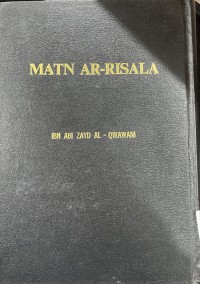 MATN AR-RISALA
IBN ABI ZAYD AL - QIRAWANI